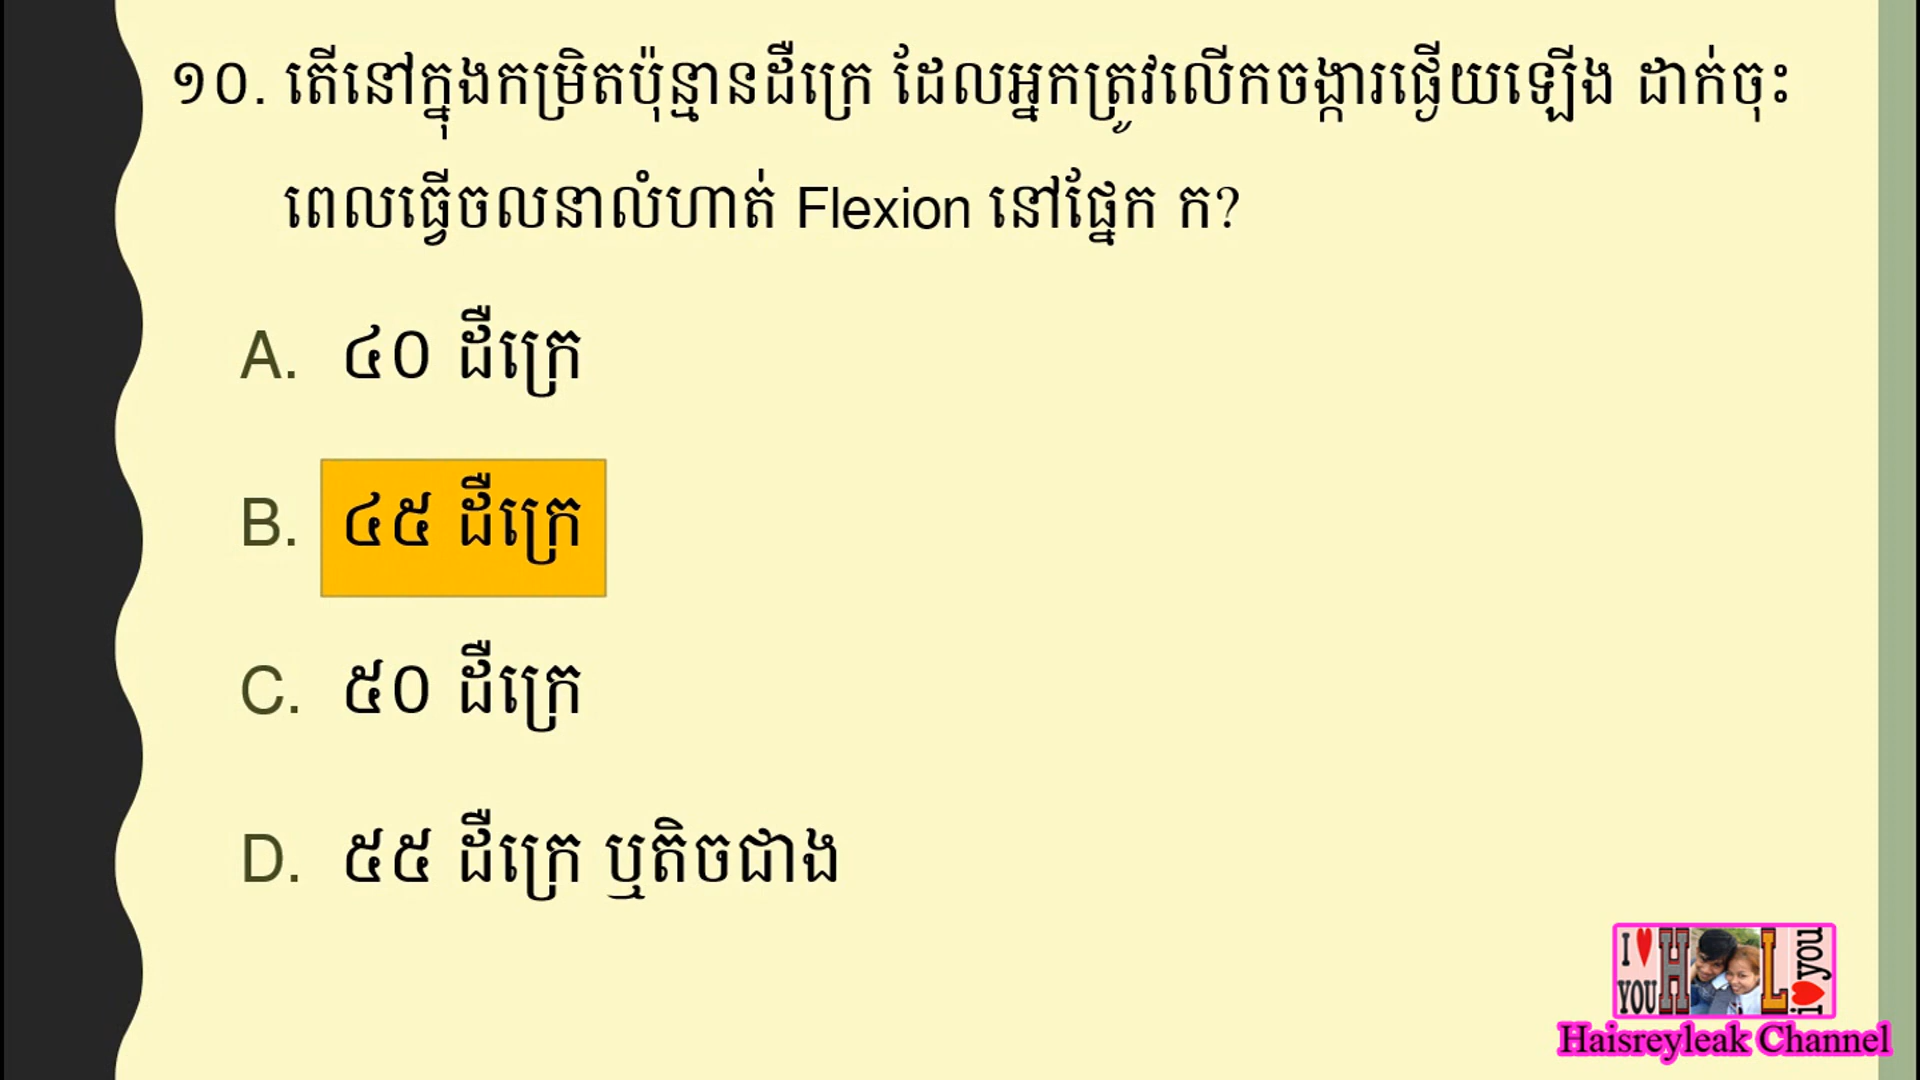 ១០. តើនៅក្នុងកម្រិតប៉ុន្មានដឺក្រេ ដែលអ្នកត្រូវលើកចង្ការផ្ងើយឡើង ដាក់ចុះ
ពេលធ្វើចលនាលំហាត់ Flexion នៅផ្នែក ក?
A. ៤០ ដឺក្រេ
B. ៤៥ ដឺក្រេ
C. ៥០ ដឺក្រេ
D. ៥៥ ដឺក្រេ ឬតិចជាង
I ♥ YOU H L i ♥ you
Haisreyleak Channel